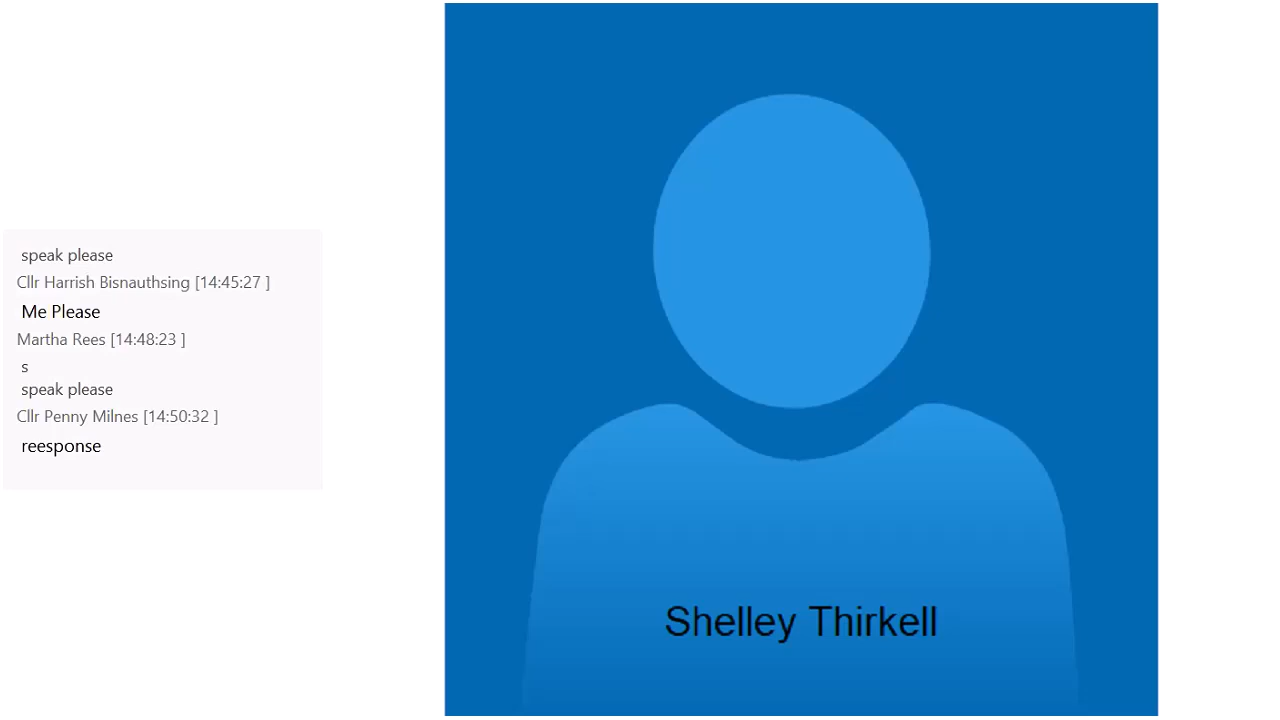 speak please
Cllr Harrish Bisnauthsing [14:45:27 ]
Me Please
Martha Rees [14:48:23 ]
s
speak please
Cllr Penny Milnes [14:50:32 ]
reesponse
Shelley Thirkell